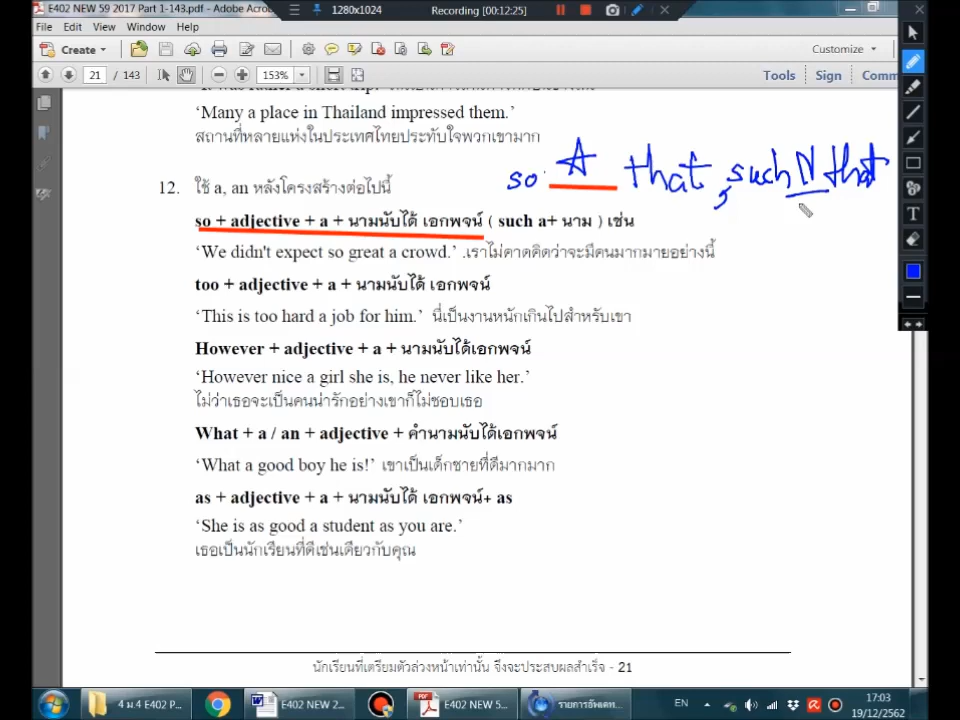 E402 NEW 59 2017 Part 1-143.pdf - Adobe Acro
1280x1024
Recording [00:12:25]
File Edit View Window Help
Create
Customize
21 / 143
153%
Tools Sign Comm
'Many a place in Thailand impressed them.'
สถานที่หลายแห่งในประเทศไทยประทับใจพวกเขามาก
so A that, such N that
12. ใช้ a, an หลังโครงสร้างต่อไปนี้
so + adjective + a + นามนับได้ เอกพจน์ ( such a+ นาม ) เช่น
'We didn't expect so great a crowd.' .เราไม่คาดคิดว่าจะมีคนมากมายอย่างนี้
too + adjective + a + นามนับได้ เอกพจน์
'This is too hard a job for him.' นี่เป็นงานหนักเกินไปสำหรับเขา
However + adjective + a + นามนับได้เอกพจน์
'However nice a girl she is, he never like her.'
ไม่ว่าเธอจะเป็นคนน่ารักอย่างเขาก็ไม่ชอบเธอ
What + a / an + adjective + คำนามนับได้เอกพจน์
'What a good boy he is!' เขาเป็นเด็กชายที่ดีมากมาก
as + adjective + a + นามนับได้ เอกพจน์+ as
'She is as good a student as you are.'
เธอเป็นนักเรียนที่ดีเช่นเดียวกับคุณ
นักเรียนที่เตรียมตัวล่วงหน้าเท่านั้น จึงจะประสบผลสำเร็จ - 21
4 ม.4 E402 P...
E402 NEW 2...
E402 NEW 5...
รายการอัพเดท...
EN
17:03
19/12/2562